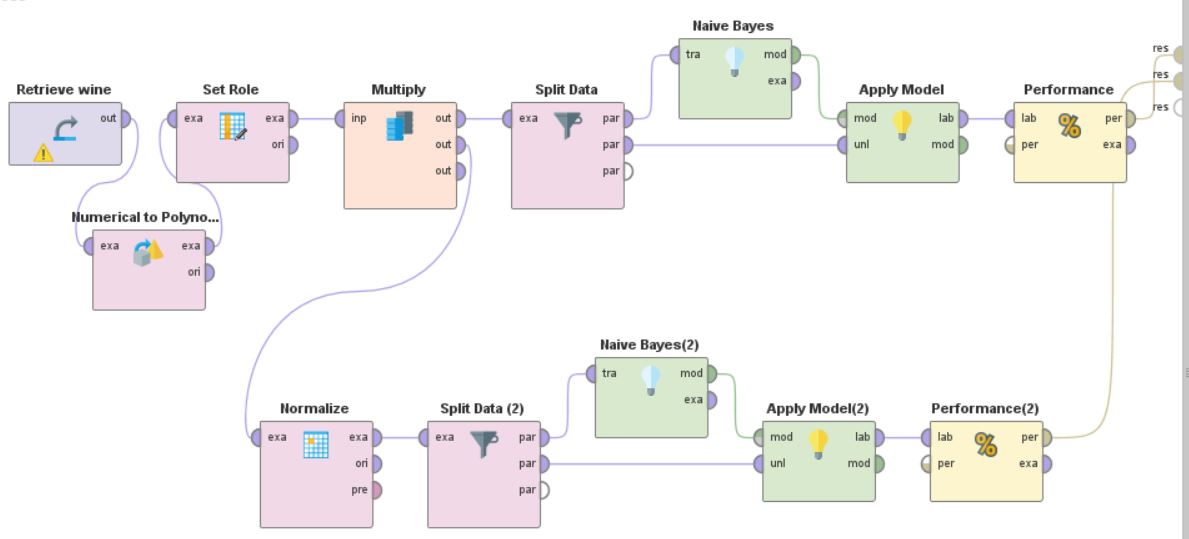 Naive Bayes
tra mod
exa
res
res
res
Retrieve wine
out
Set Role
exa exa
ori
Multiply
inp out
out
out
Split Data
exa par
par
par
Apply Model
mod lab
unl mod
Performance
lab per
per exa
Numerical to Polyno...
exa exa
ori
Naive Bayes(2)
tra mod
exa
Normalize
exa exa
ori
pre
Split Data (2)
exa par
par
par
Apply Model(2)
mod lab
unl mod
Performance(2)
lab per
per exa